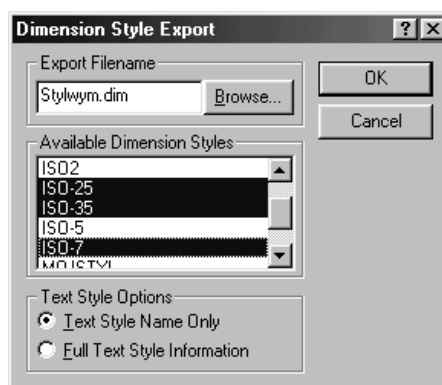 Dimension Style Export
Export Filename
Stylwym.dim Browse...
OK
Cancel
Available Dimension Styles
ISO2
ISO-25
ISO-35
ISO-5
ISO-7
MOJSTYL
Text Style Options
Text Style Name Only
Full Text Style Information